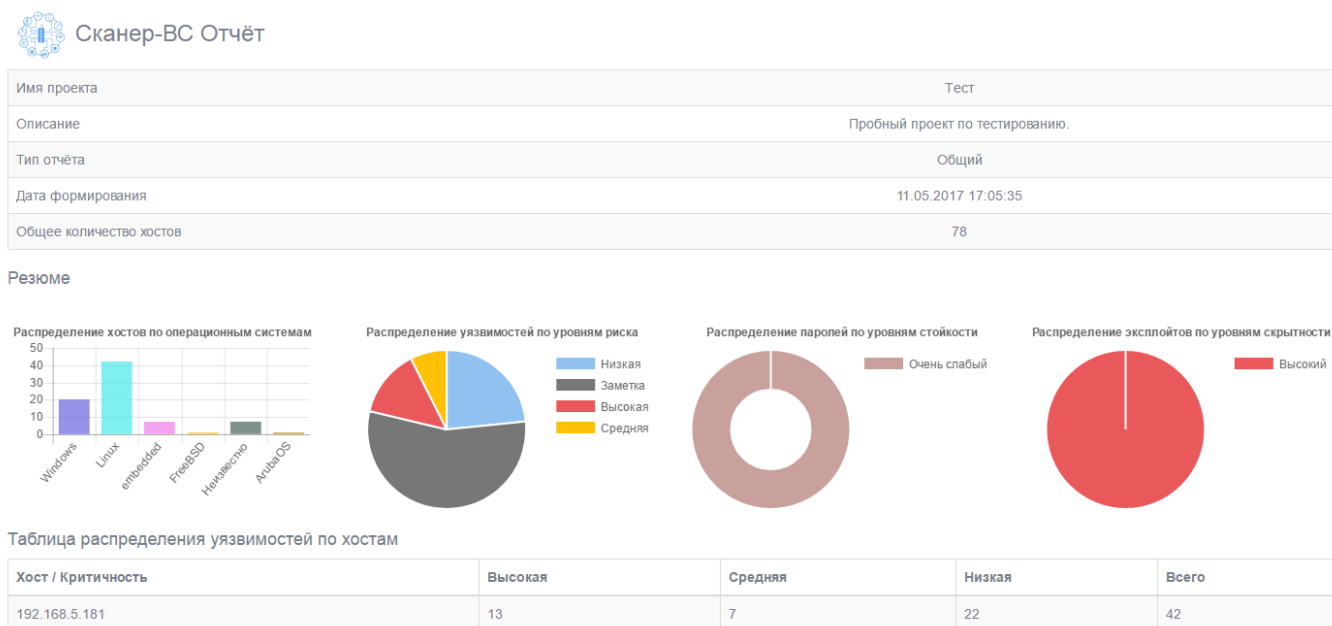 Сканер-ВС Отчёт
Имя проекта Тест
Описание Пробный проект по тестированию.
Тип отчёта Общий
Дата формирования 11.05.2017 17:05:35
Общее количество хостов 78
Резюме
Распределение хостов по операционным системам
50
40
30
20
10
0
Windows
Linux
embedded
FreeBSD
Неизвестно
ArubaOS
Распределение уязвимостей по уровням риска
Низкая
Заметка
Высокая
Средняя
Распределение паролей по уровням стойкости
Очень слабый
Распределение эксплойтов по уровням скрытности
Высокий
Таблица распределения уязвимостей по хостам
Хост / Критичность Высокая Средняя Низкая Всего
192.168.5.181 13 7 22 42